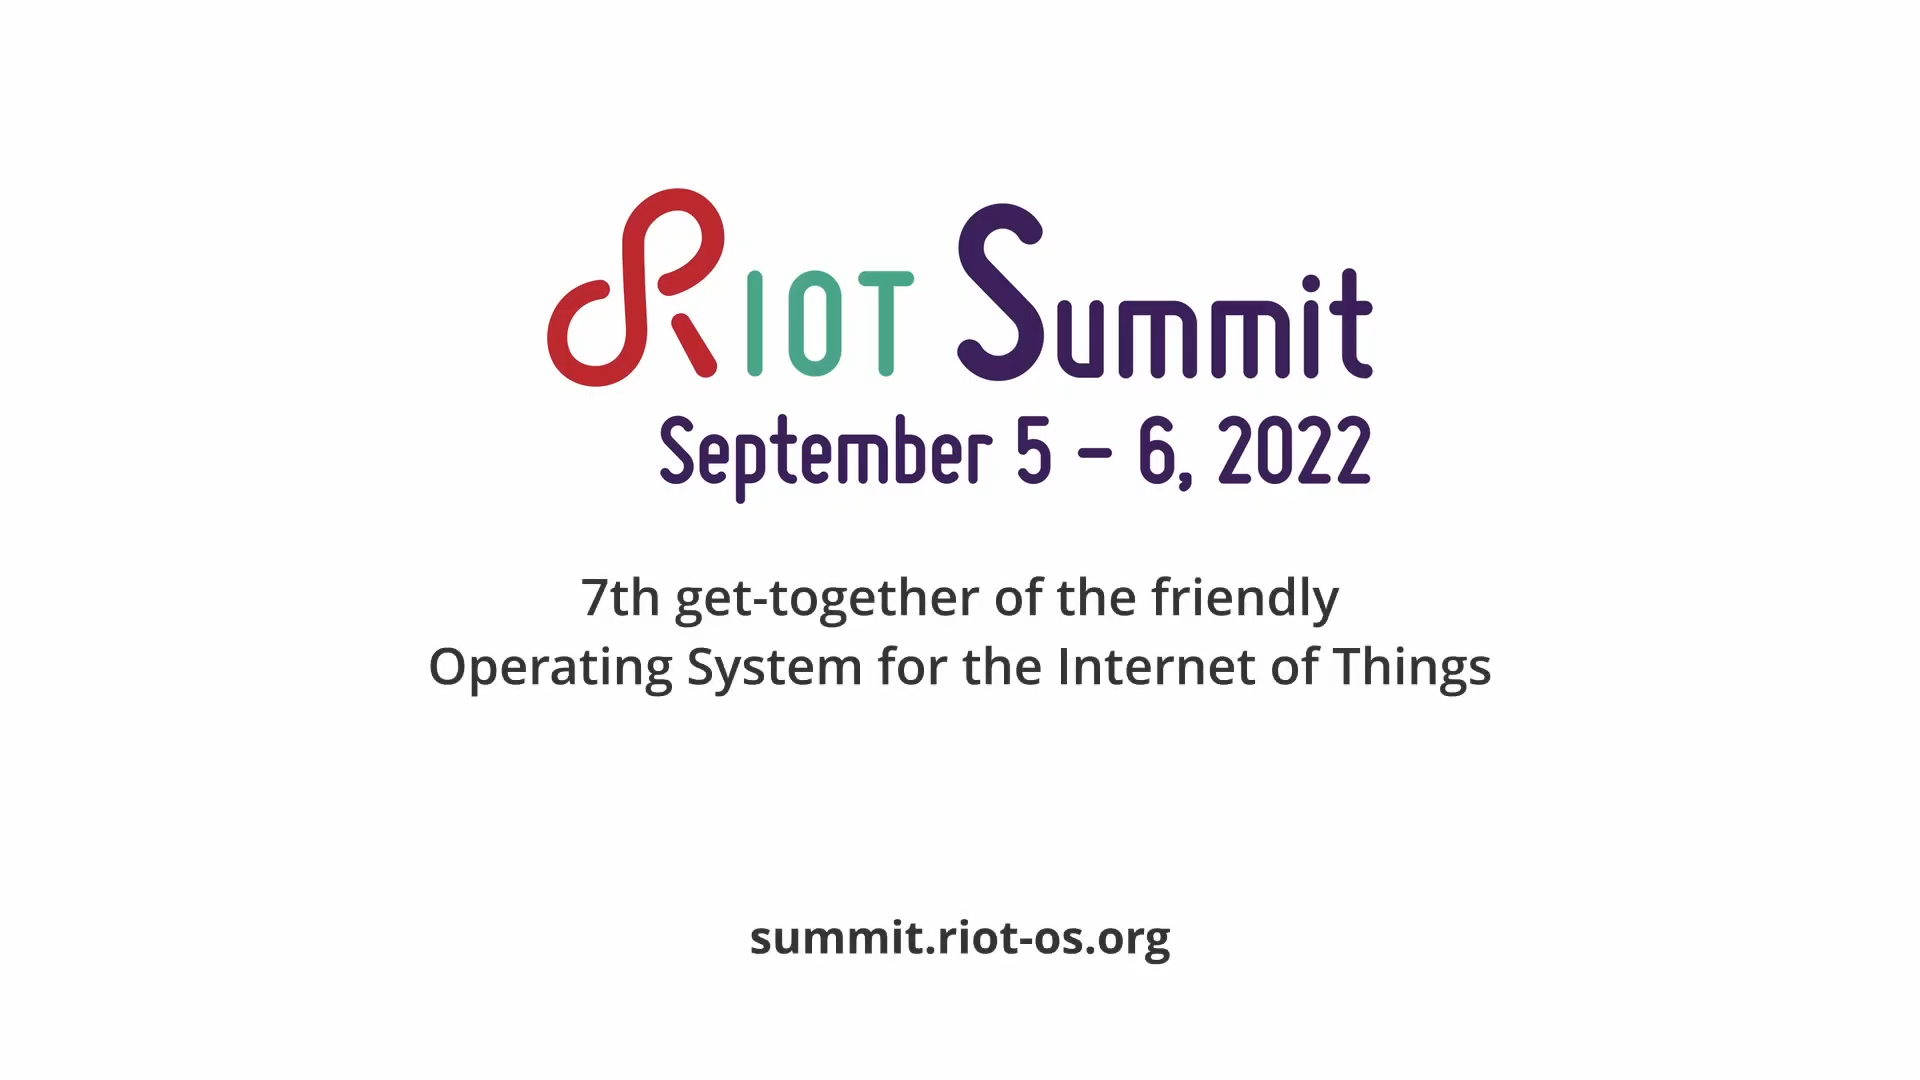 RIOT Summit
September 5 – 6, 2022
7th get-together of the friendly
Operating System for the Internet of Things
summit.riot-os.org